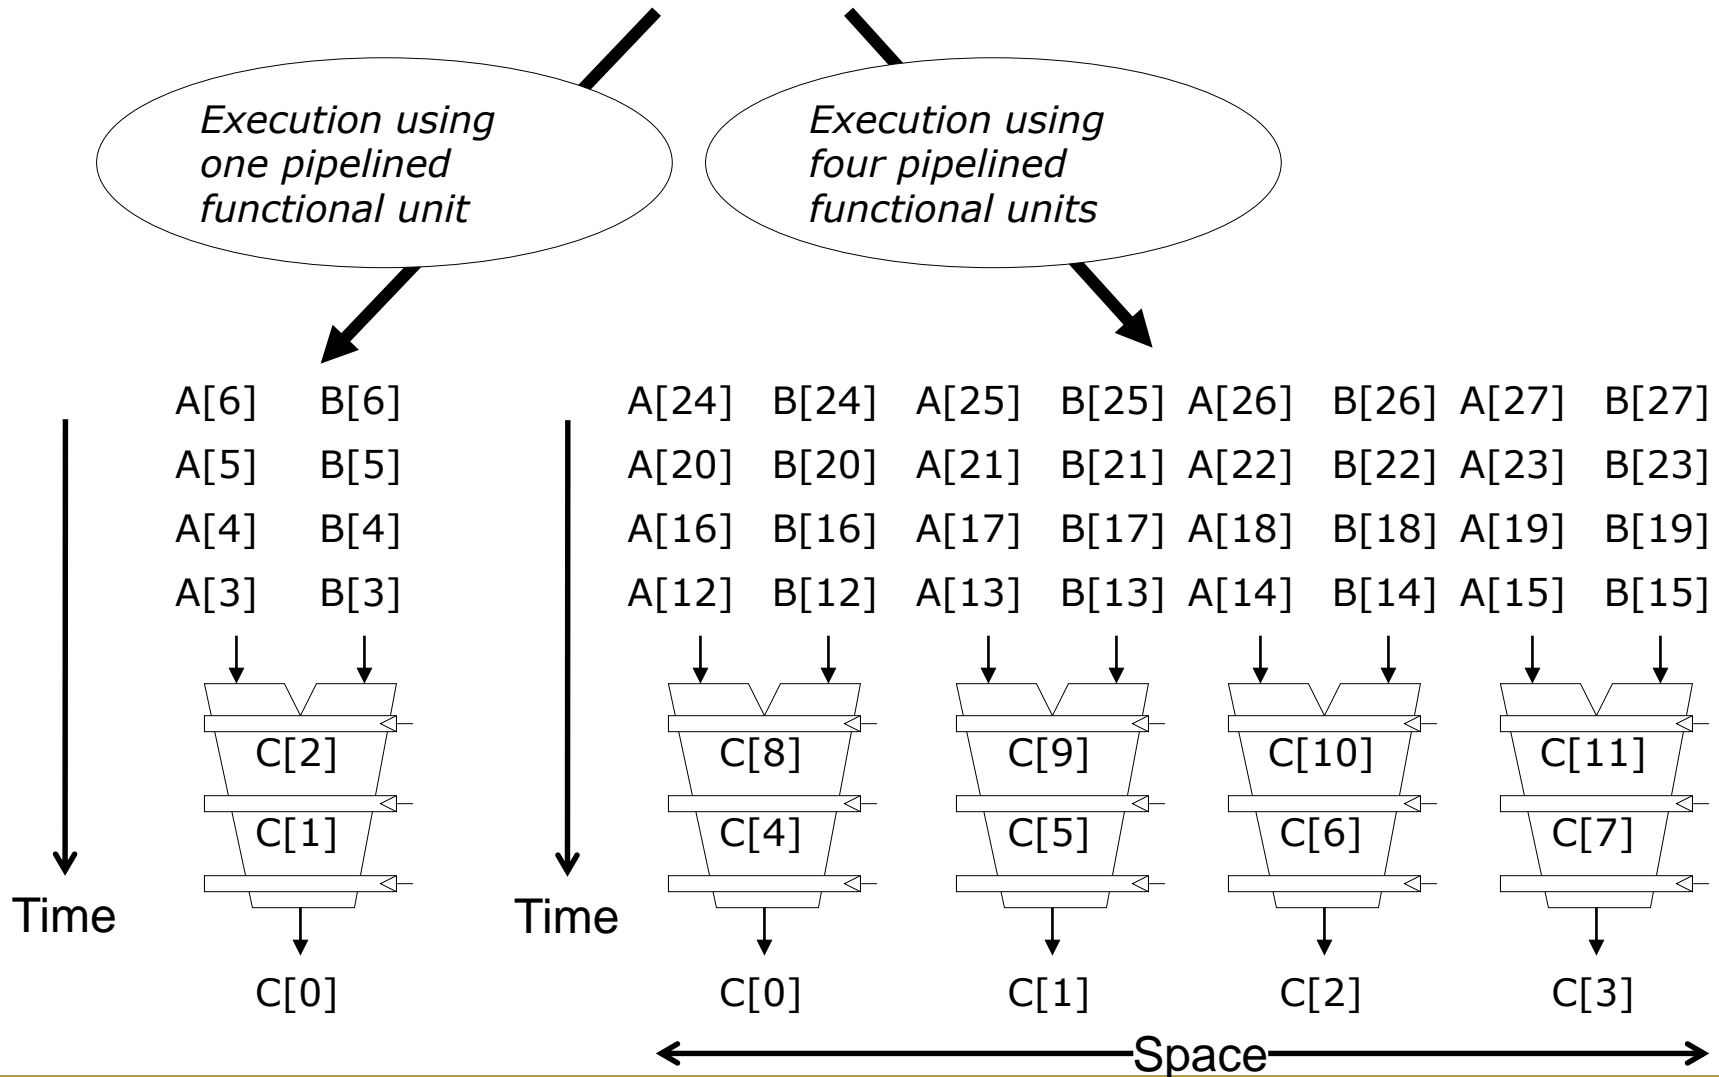 Execution using
one pipelined
functional unit
Execution using
four pipelined
functional units
A[6] B[6] A[24] B[24] A[25] B[25] A[26] B[26] A[27] B[27]
A[5] B[5] A[20] B[20] A[21] B[21] A[22] B[22] A[23] B[23]
A[4] B[4] A[16] B[16] A[17] B[17] A[18] B[18] A[19] B[19]
A[3] B[3] A[12] B[12] A[13] B[13] A[14] B[14] A[15] B[15]
C[2] C[8] C[9] C[10] C[11]
C[1] C[4] C[5] C[6] C[7]
Time Time
C[0] C[0] C[1] C[2] C[3]
Space